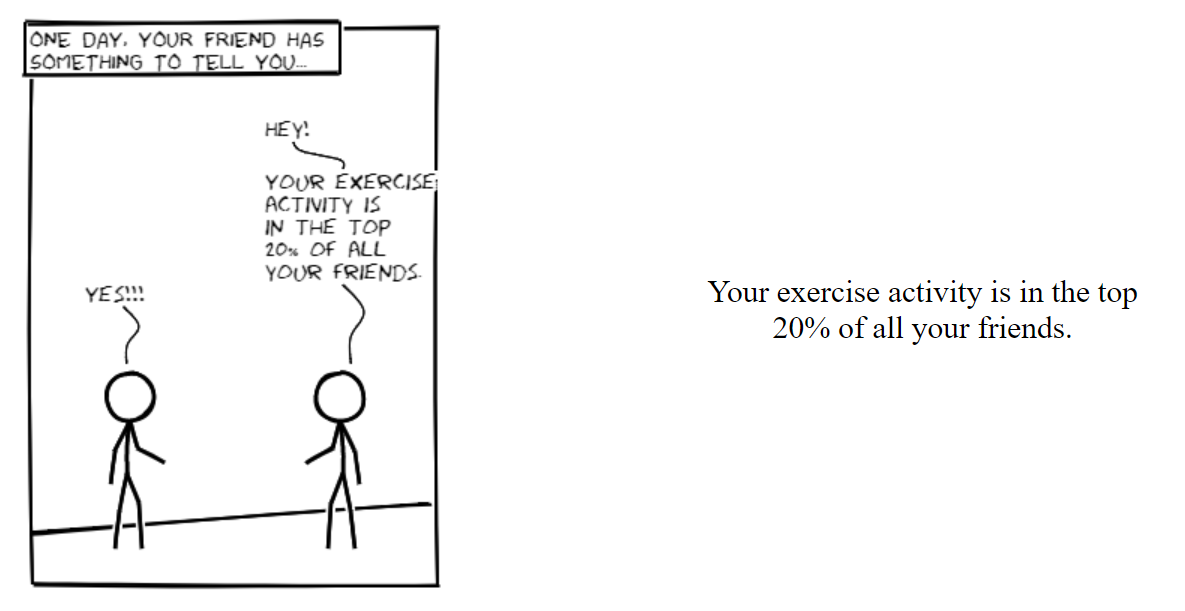 ONE DAY, YOUR FRIEND HAS
SOMETHING TO TELL YOU...
HEY!
YOUR EXERCISE
ACTIVITY IS
IN THE TOP
20% OF ALL
YOUR FRIENDS.
YES!!!
Your exercise activity is in the top
20% of all your friends.